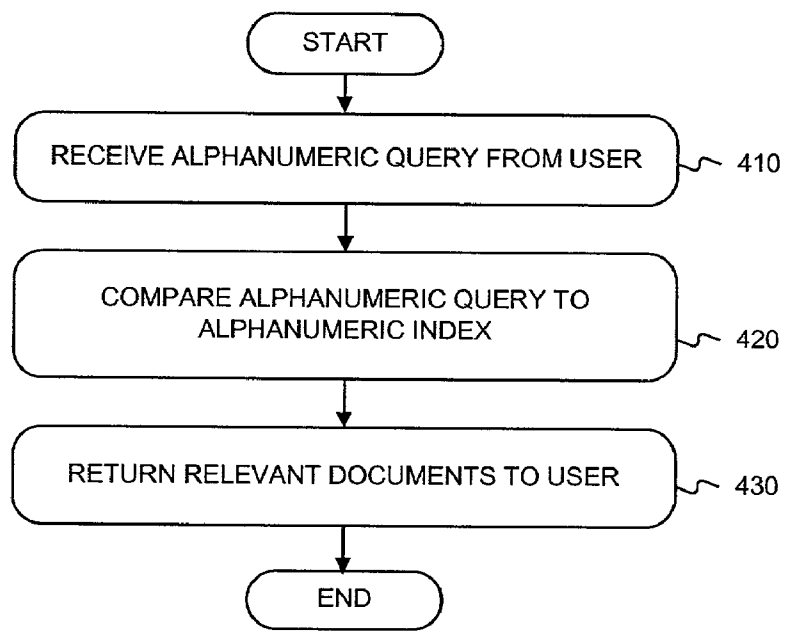 START
RECEIVE ALPHANUMERIC QUERY FROM USER
410
COMPARE ALPHANUMERIC QUERY TO
ALPHANUMERIC INDEX
420
RETURN RELEVANT DOCUMENTS TO USER
430
END